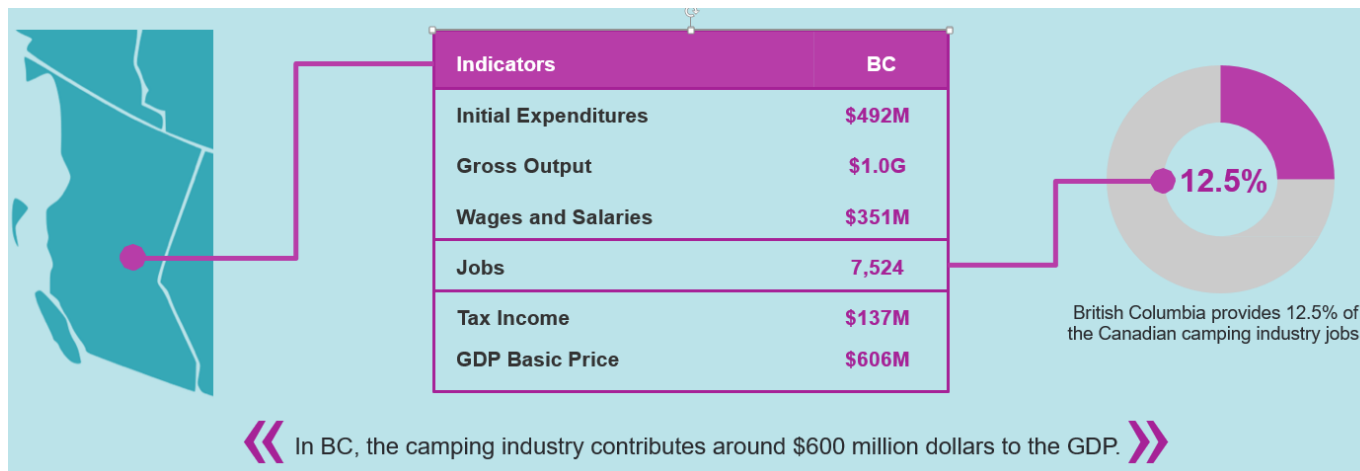 Indicators BC
Initial Expenditures $492M
Gross Output $1.0G
Wages and Salaries $351M
Jobs 7,524
Tax Income $137M
GDP Basic Price $606M
12.5%
British Columbia provides 12.5% of
the Canadian camping industry jobs
« In BC, the camping industry contributes around $600 million dollars to the GDP. »